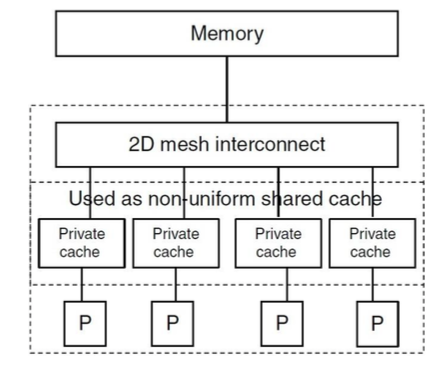 Memory
2D mesh interconnect
Used as non-uniform shared cache
Private cache
Private cache
Private cache
Private cache
P
P
P
P